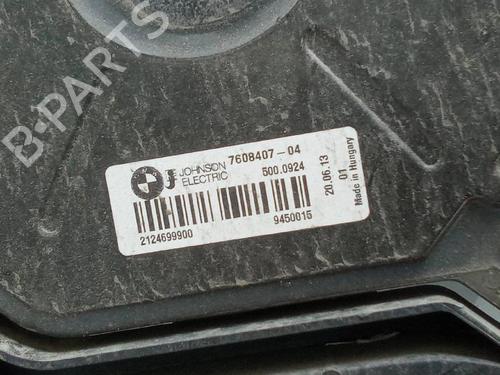 B-PARTS
JOHNSON
ELECTRIC
7608407-04
500.0924
2124699900
9450015
20.06.13
01
Made in Hungary